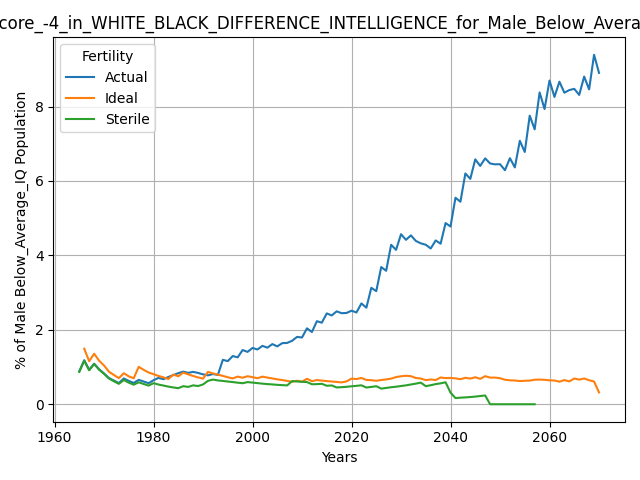 core_-4_in_WHITE_BLACK_DIFFERENCE_INTELLIGENCE_for_Male_Below_Avera
Fertility
Actual
Ideal
Sterile
% of Male Below_Average_IQ Population
8
6
4
2
0
1960 1980 2000 2020 2040 2060
Years